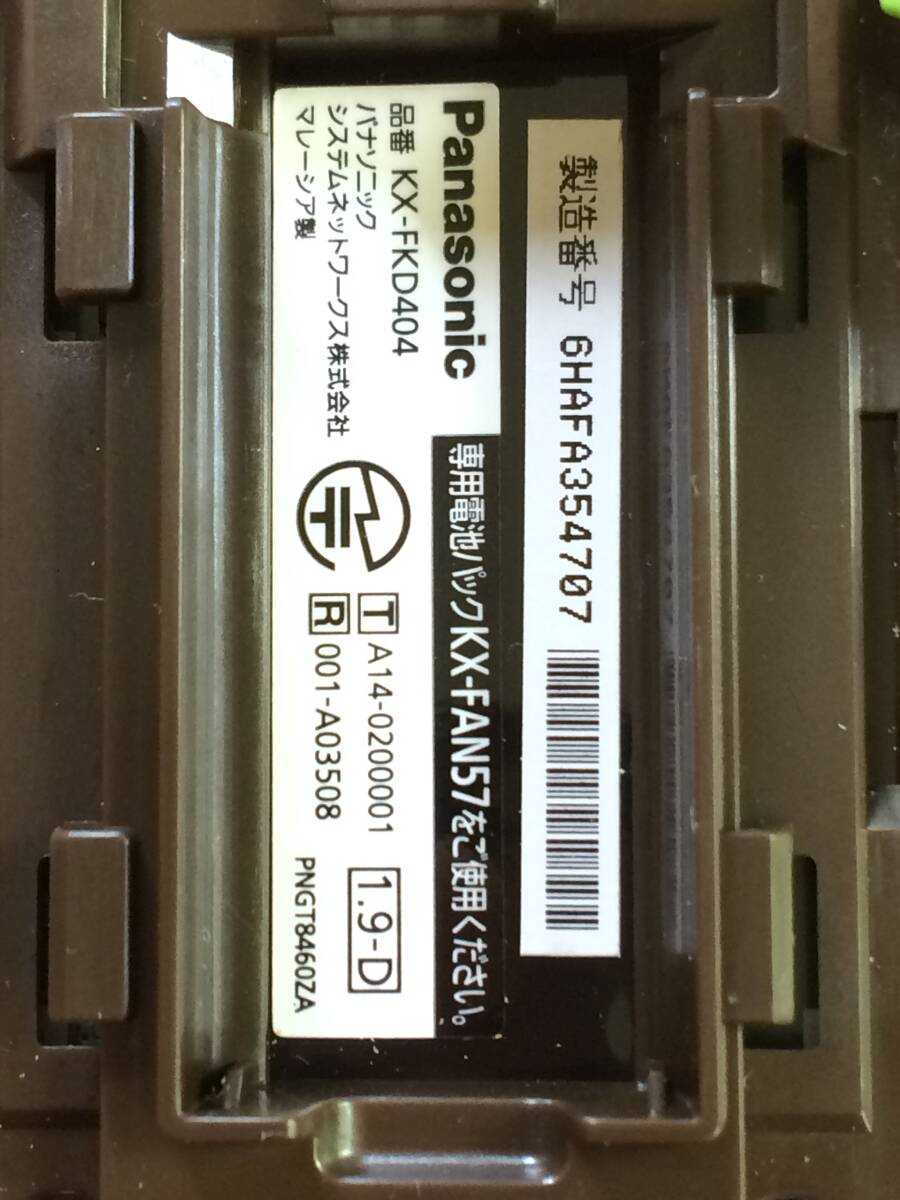 製造番号 6HAFA354707
Panasonic
専用電池パックKX-FAN57をご使用ください。
品番 KX-FKD404
パナソニック
システムネットワークス株式会社
マレーシア製
T A14-0200001
R 001-A03508
1.9-D
PNGT8460ZA